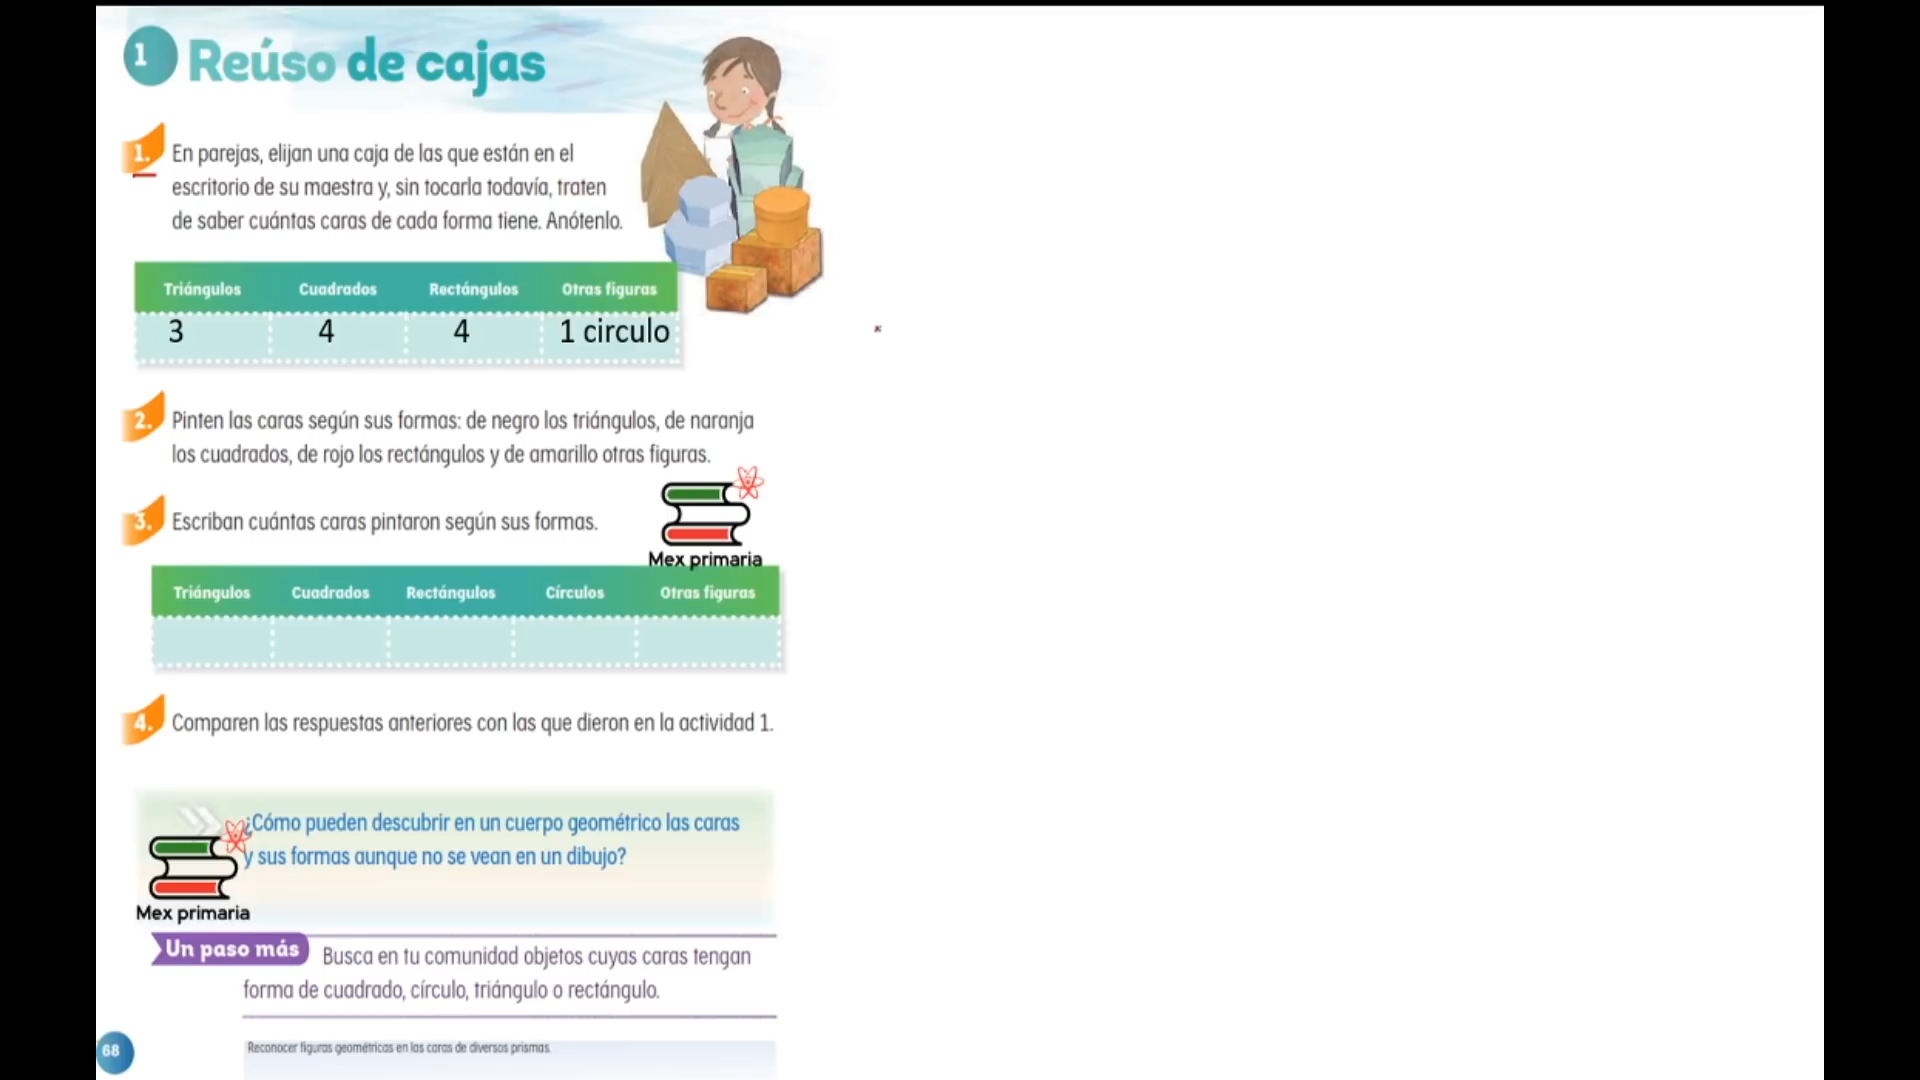 1 Reúso de cajas
1. En parejas, elijan una caja de las que están en el
escritorio de su maestra y, sin tocarla todavía, traten
de saber cuántas caras de cada forma tiene. Anótenlo.
Triángulos Cuadrados Rectángulos Otras figuras
3 4 4 1 circulo
2. Pinten las caras según sus formas: de negro los triángulos, de naranja
los cuadrados, de rojo los rectángulos y de amarillo otras figuras.
3. Escriban cuántas caras pintaron según sus formas.
Mex primaria
Triángulos Cuadrados Rectángulos Círculos Otras figuras
4. Comparen las respuestas anteriores con las que dieron en la actividad 1.
¿Cómo pueden descubrir en un cuerpo geométrico las caras
y sus formas aunque no se vean en un dibujo?
Mex primaria
Un paso más Busca en tu comunidad objetos cuyas caras tengan
forma de cuadrado, círculo, triángulo o rectángulo.
68 Reconocer figuras geométricas en las caras de diversos prismas.